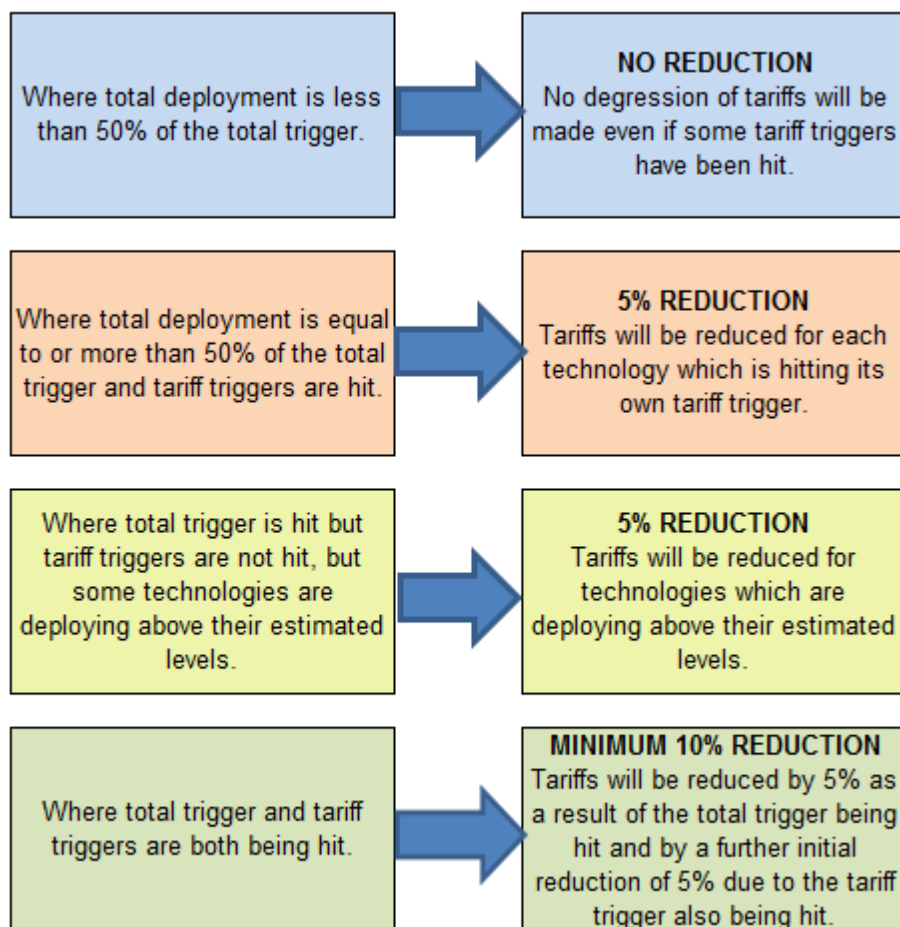 Where total deployment is less
than 50% of the total trigger.
NO REDUCTION
No degression of tariffs will be
made even if some tariff triggers
have been hit.
Where total deployment is equal
to or more than 50% of the total
trigger and tariff triggers are hit.
5% REDUCTION
Tariffs will be reduced for each
technology which is hitting its
own tariff trigger.
Where total trigger is hit but
tariff triggers are not hit, but
some technologies are
deploying above their estimated
levels.
5% REDUCTION
Tariffs will be reduced for
technologies which are
deploying above their estimated
levels.
Where total trigger and tariff
triggers are both being hit.
MINIMUM 10% REDUCTION
Tariffs will be reduced by 5% as
a result of the total trigger being
hit and by a further initial
reduction of 5% due to the tariff
trigger also being hit.